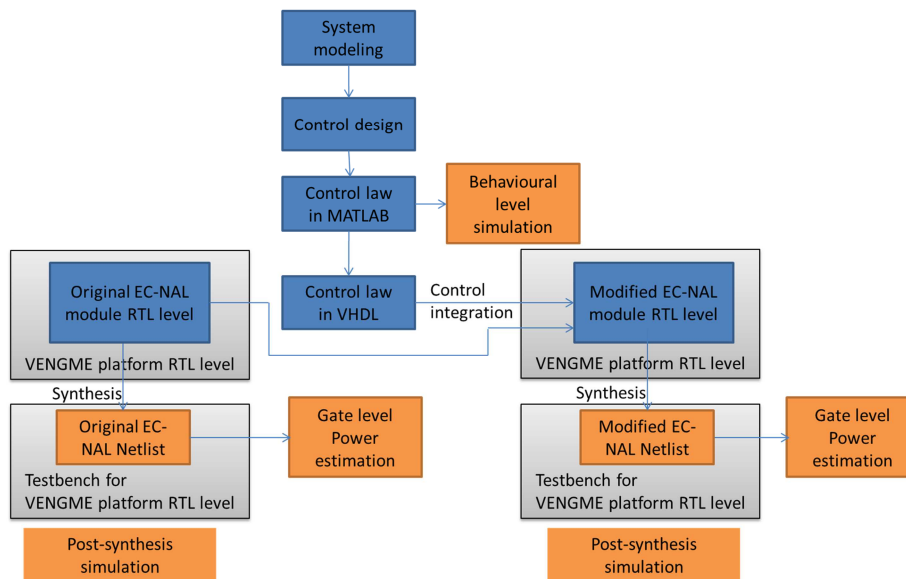 System
modeling
Control design
Control law
in MATLAB
Behavioural
level
simulation
Original EC-NAL
module RTL level
VENGME platform RTL level
Control law
in VHDL
Control
integration
Modified EC-NAL
module RTL level
VENGME platform RTL level
Synthesis
Original EC-
NAL Netlist
Testbench for
VENGME platform RTL level
Gate level
Power
estimation
Synthesis
Modified EC-
NAL Netlist
Testbench for
VENGME platform RTL level
Gate level
Power
estimation
Post-synthesis
simulation
Post-synthesis
simulation